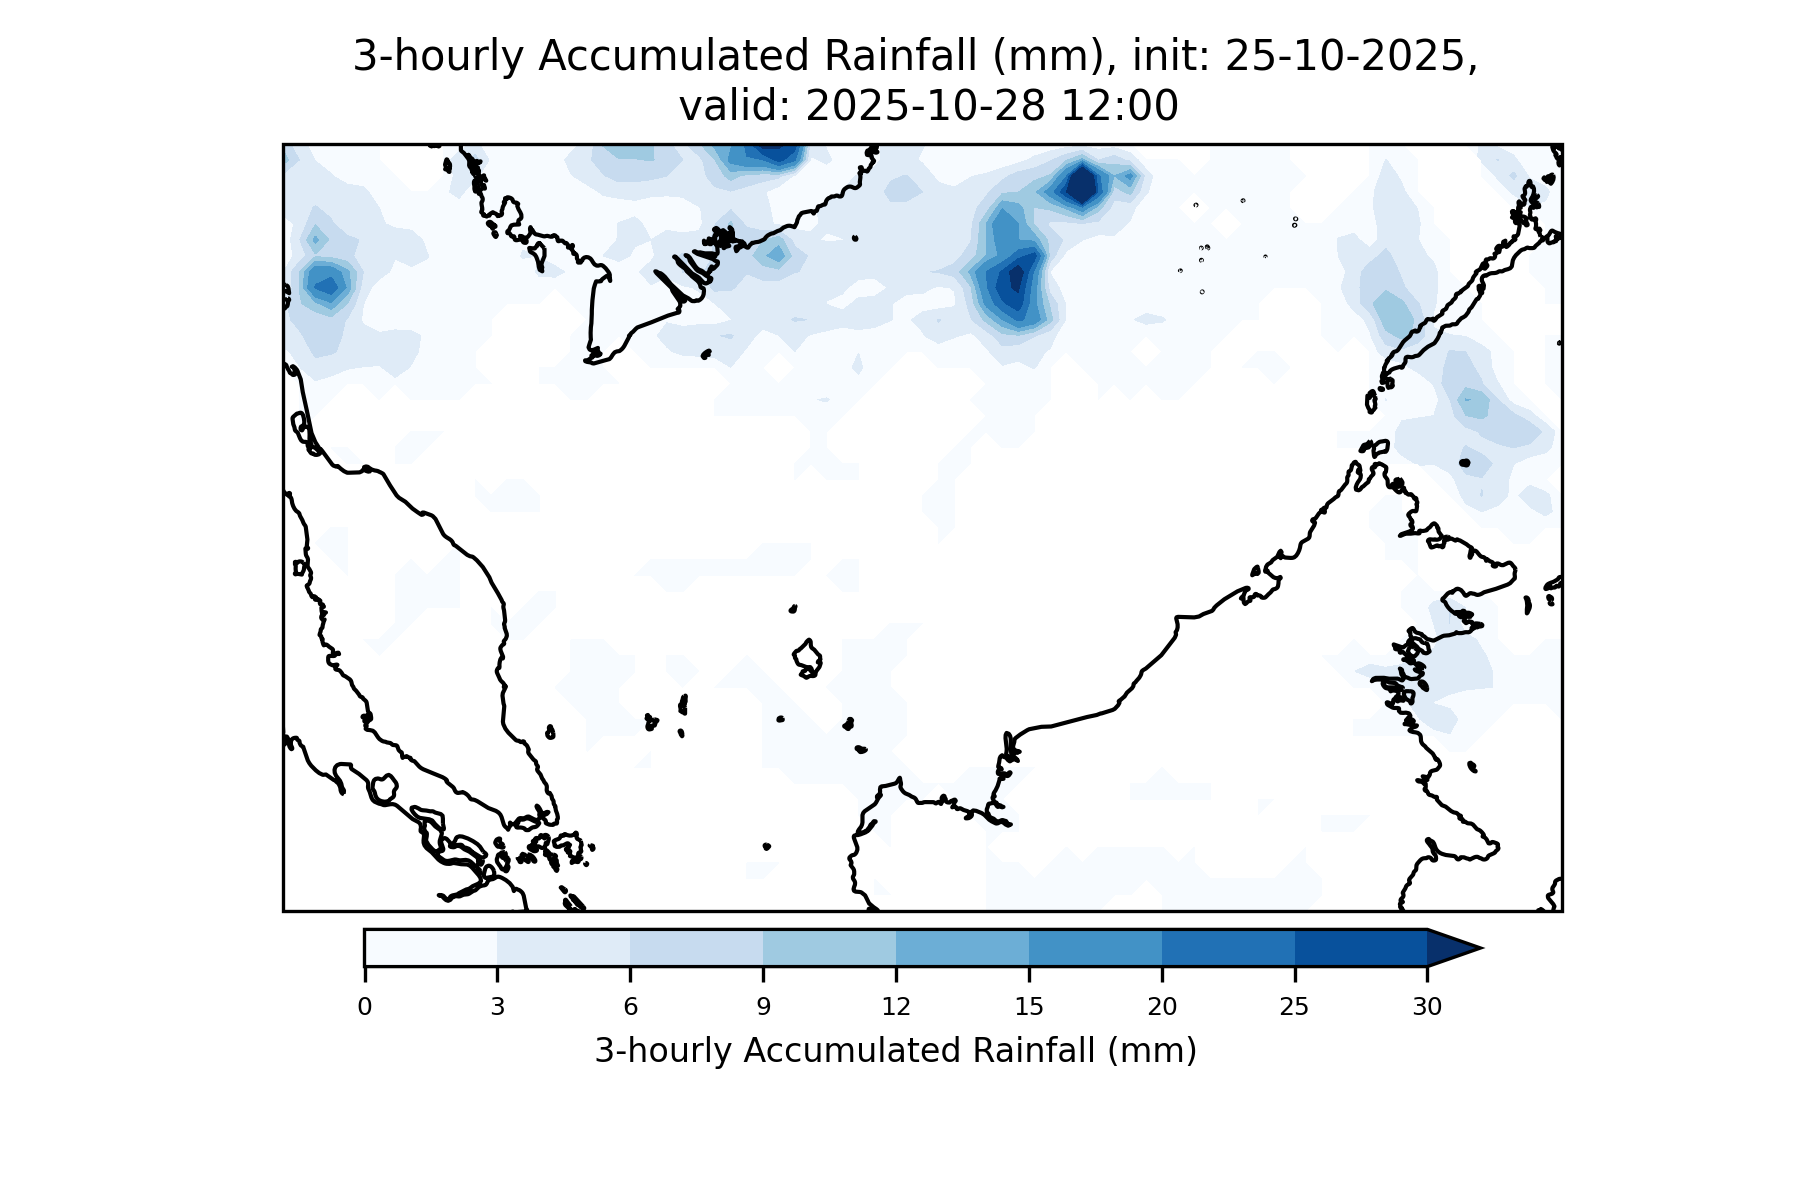 3-hourly Accumulated Rainfall (mm), init: 25-10-2025,
valid: 2025-10-28 12:00
0 3 6 9 12 15 20 25 30
3-hourly Accumulated Rainfall (mm)